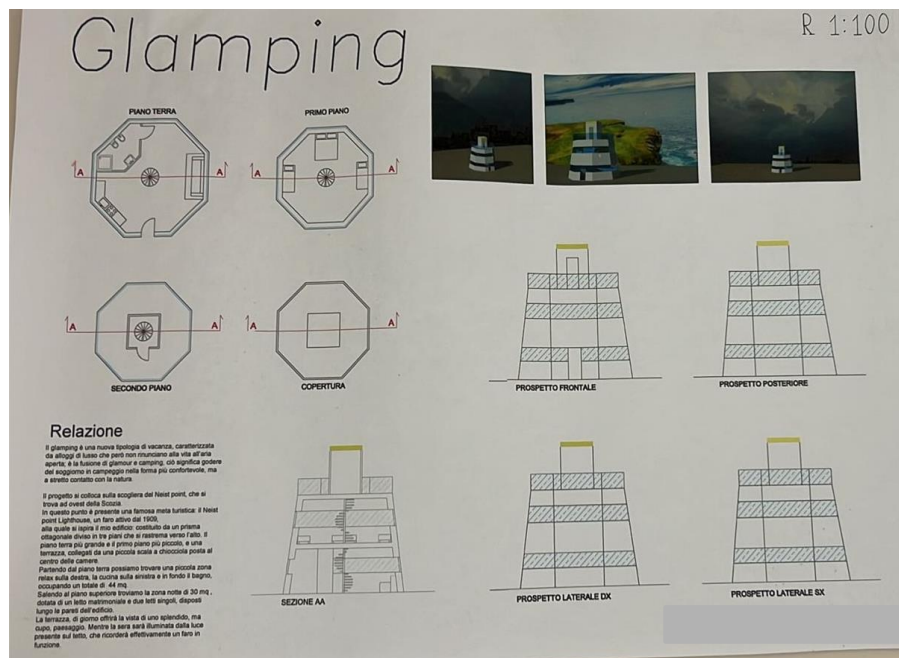 Glamping
R 1:100
PIANO TERRA
PRIMO PIANO
A A
A A
A A
A A
SECONDO PIANO
COPERTURA
PROSPETTO FRONTALE
PROSPETTO POSTERIORE
Relazione
Il glamping è una nuova tipologia di vacanza, caratterizzata
da alloggi di lusso che però non rinunciano alla vita all'aria
aperta; è la fusione di glamour e camping, ciò significa godere
del soggiorno in campeggio nella forma più confortevole, ma
a stretto contatto con la natura.
Il progetto si colloca sulla scogliera del Neist point, che si
trova ad ovest della Scozia.
In questo punto è presente una famosa meta turistica: il Neist
point Lighthouse, un faro attivo dal 1909,
alla quale si ispira il mio edificio: costituito da un prisma
ottagonale diviso in tre piani che si rastrema verso l'alto. Il
piano terra più grande e il primo piano più piccolo, e una
terrazza, collegati da una piccola scala a chiocciola posta al
centro delle camere.
Partendo dal piano terra possiamo trovare una piccola zona
relax sulla destra, la cucina sulla sinistra e in fondo il bagno,
occupando un totale di 44 mq.
Salendo al piano superiore troviamo la zona notte di 30 mq ,
dotata di un letto matrimoniale e due letti singoli, disposti
lungo le pareti dell'edificio.
La terrazza, di giorno offrirà la vista di uno splendido, ma
cupo, paesaggio. Mentre la sera sarà illuminata dalla luce
presente sul tetto, che ricorderà effettivamente un faro in
funzione.
SEZIONE AA
PROSPETTO LATERALE DX
PROSPETTO LATERALE SX